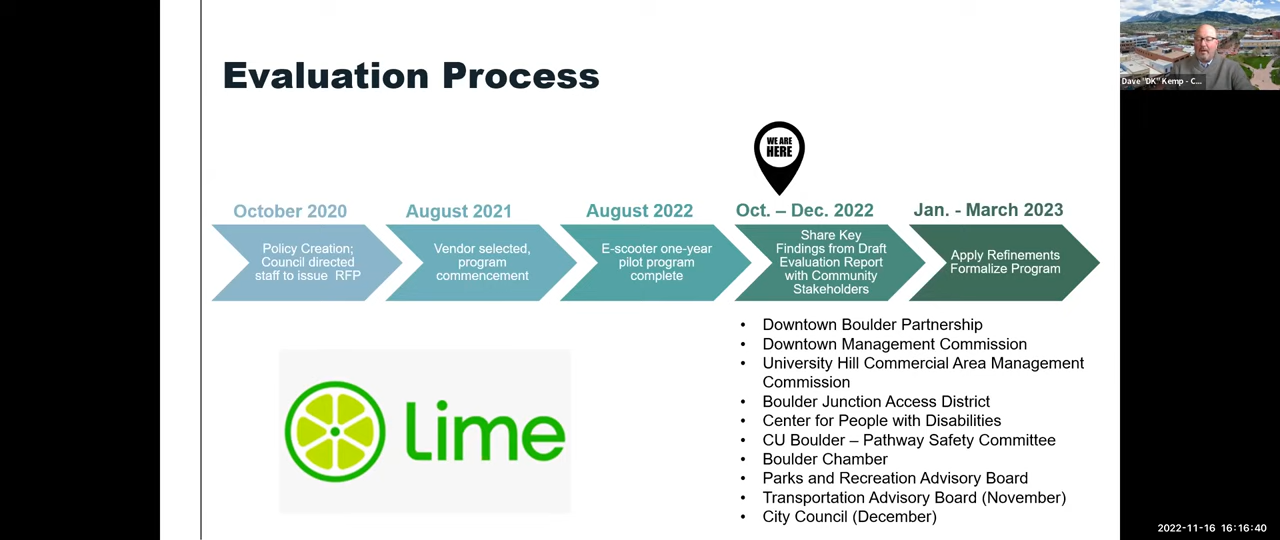 Evaluation Process
Dave "DK" Kemp - C...
WE ARE
HERE
October 2020
August 2021
August 2022
Oct. – Dec. 2022
Jan. - March 2023
Policy Creation;
Council directed
staff to issue RFP
Vendor selected,
program
commencement
E-scooter one-year
pilot program
complete
Share Key
Findings from Draft
Evaluation Report
with Community
Stakeholders
Apply Refinements
Formalize Program
• Downtown Boulder Partnership
• Downtown Management Commission
• University Hill Commercial Area Management
Commission
• Boulder Junction Access District
• Center for People with Disabilities
• CU Boulder – Pathway Safety Committee
• Boulder Chamber
• Parks and Recreation Advisory Board
• Transportation Advisory Board (November)
• City Council (December)
Lime
2022-11-16 16:16:40